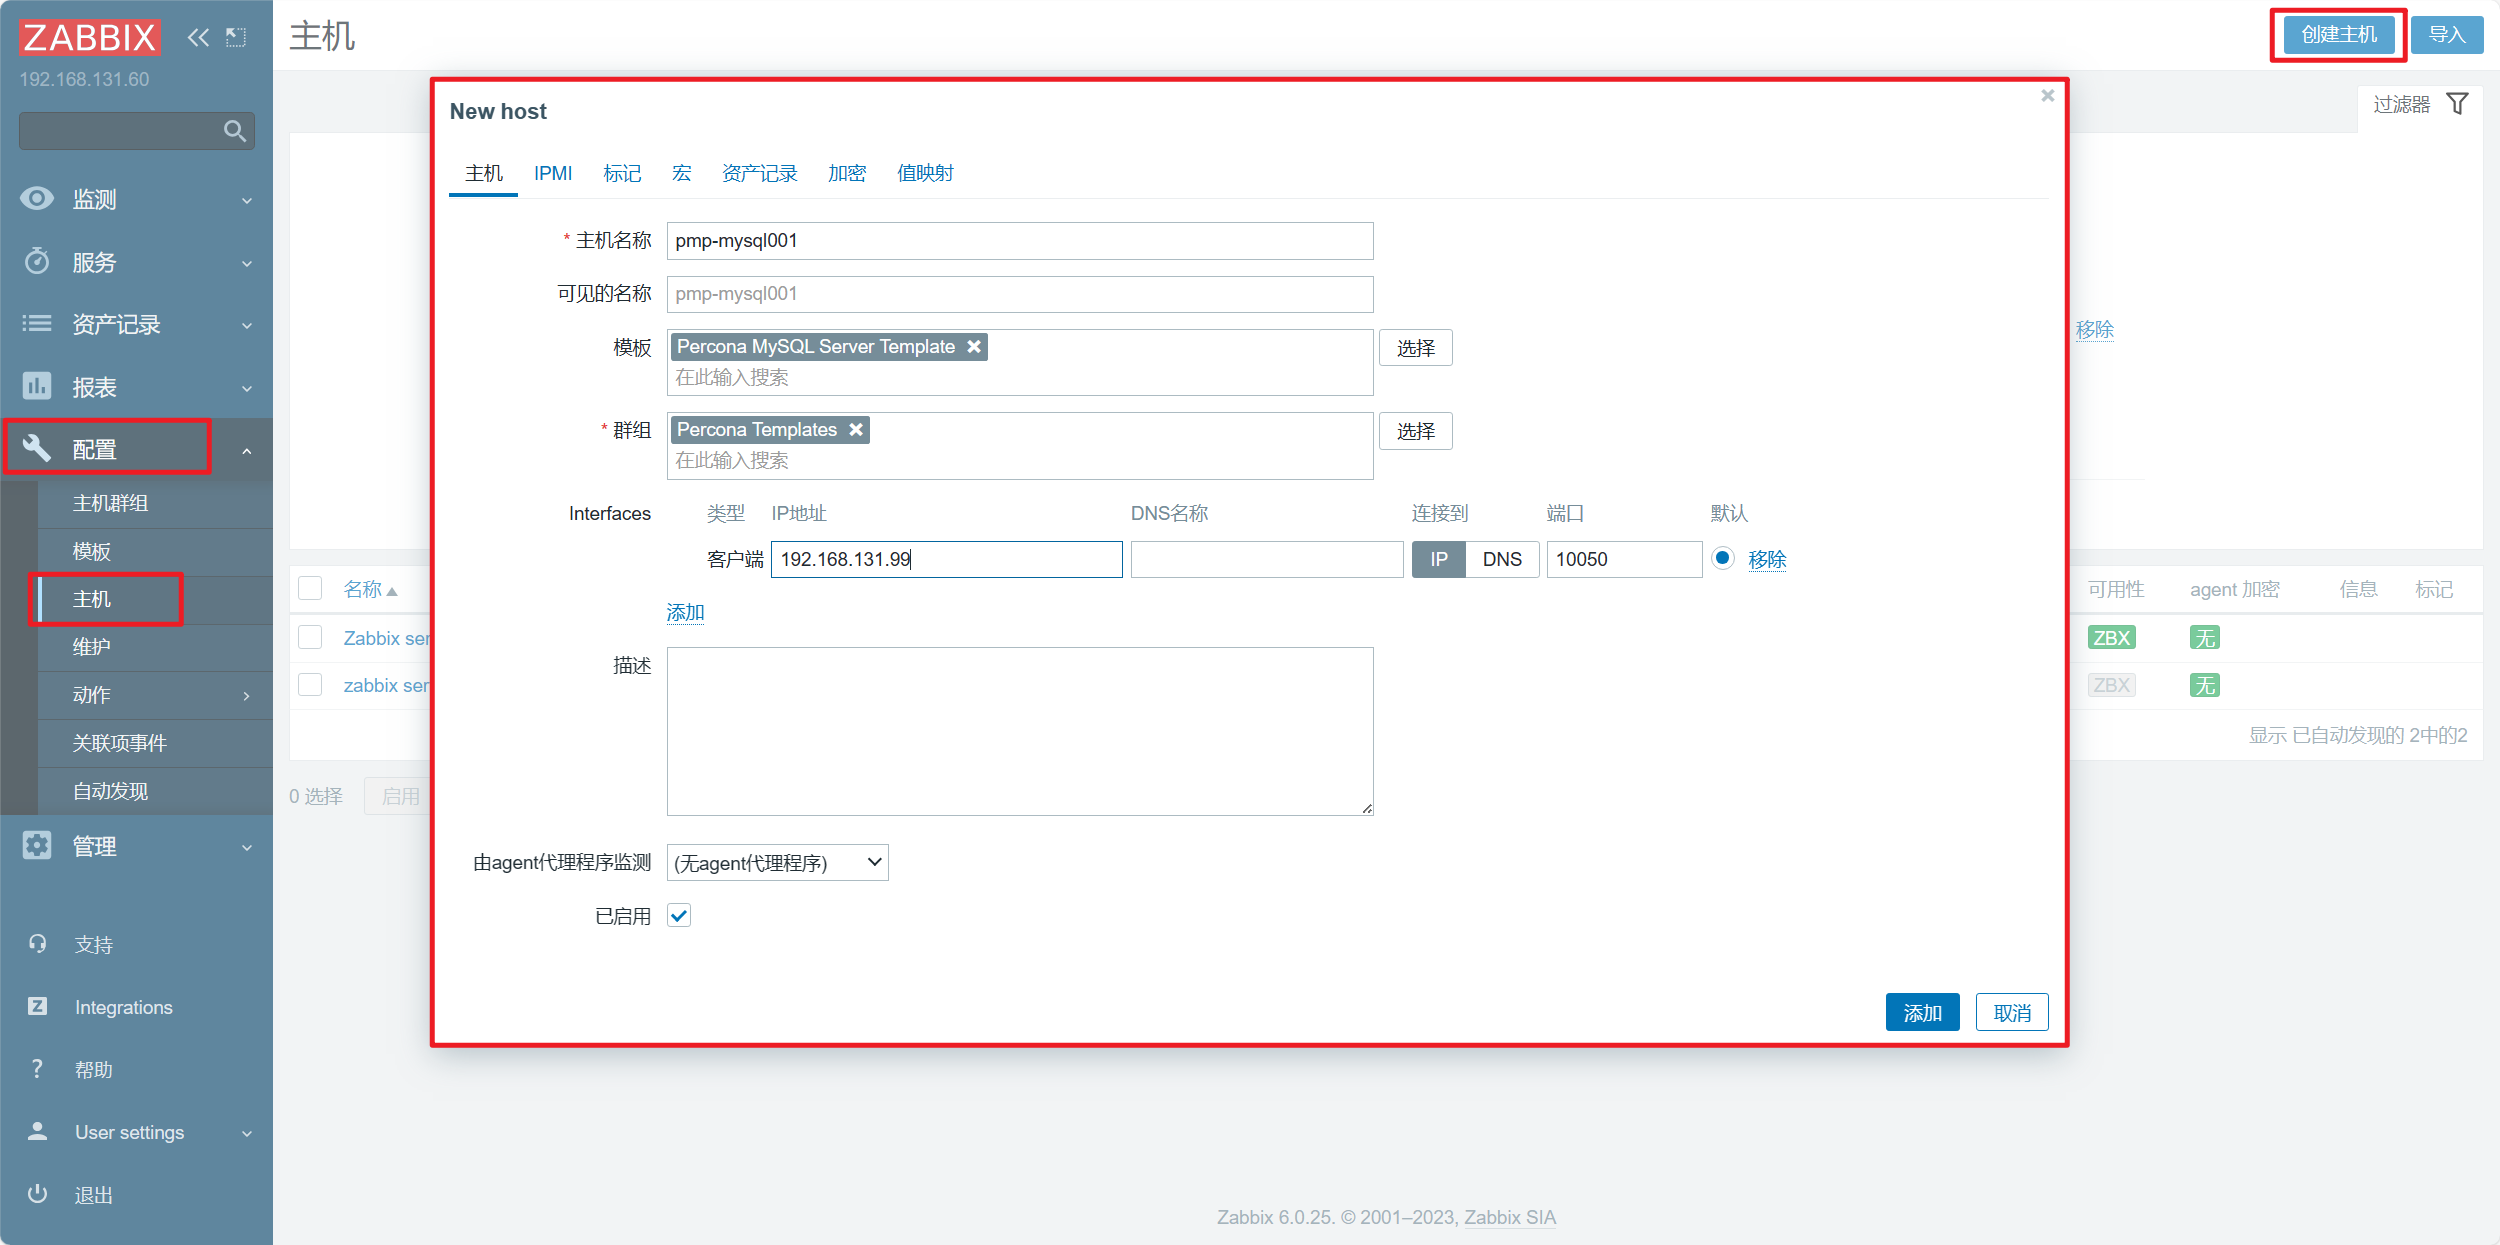 ZABBIX
192.168.131.60
监测
服务
资产记录
报表
配置
主机群组
模板
主机
维护
动作
关联项事件
自动发现
管理
支持
Integrations
帮助
User settings
退出
主机
创建主机
导入
过滤器
移除
New host
主机 IPMI 标记 宏 资产记录 加密 值映射
* 主机名称 pmp-mysql001
可见的名称 pmp-mysql001
模板 Percona MySQL Server Template 选择
在此输入搜索
* 群组 Percona Templates 选择
在此输入搜索
Interfaces 类型 IP地址 DNS名称 连接到 端口 默认
客户端 192.168.131.99 IP DNS 10050 移除
添加
描述
由agent代理程序监测 (无agent代理程序)
已启用
添加 取消
名称 可用性 agent 加密 信息 标记
Zabbix ser ZBX 无
zabbix ser ZBX 无
显示 已自动发现的 2中的2
0 选择 启用
Zabbix 6.0.25. © 2001–2023, Zabbix SIA